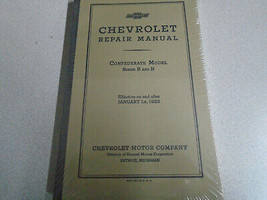 CHEVROLET
REPAIR MANUAL
CONFEDERATE MODEL
SERIES B AND H
Effective on and after
JANUARY 1st, 1932
CHEVROLET MOTOR COMPANY
Division of General Motors Corporation
DETROIT, MICHIGAN